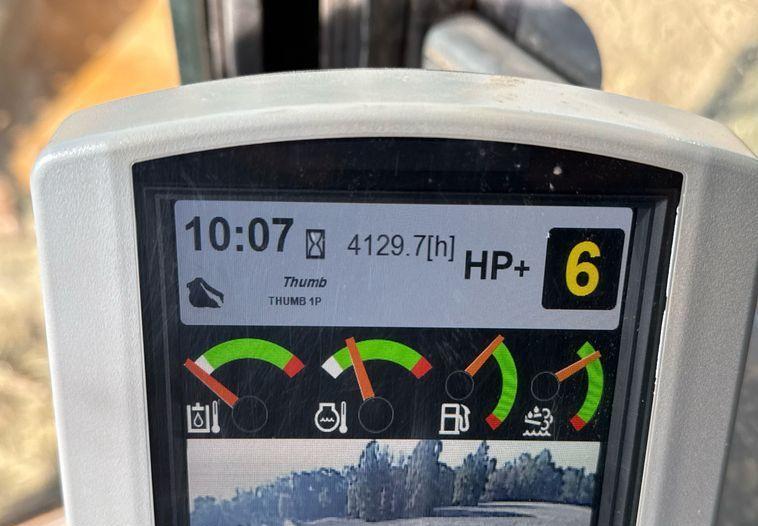 10:07 4129.7[h] HP+ 6
Thumb
THUMB 1P